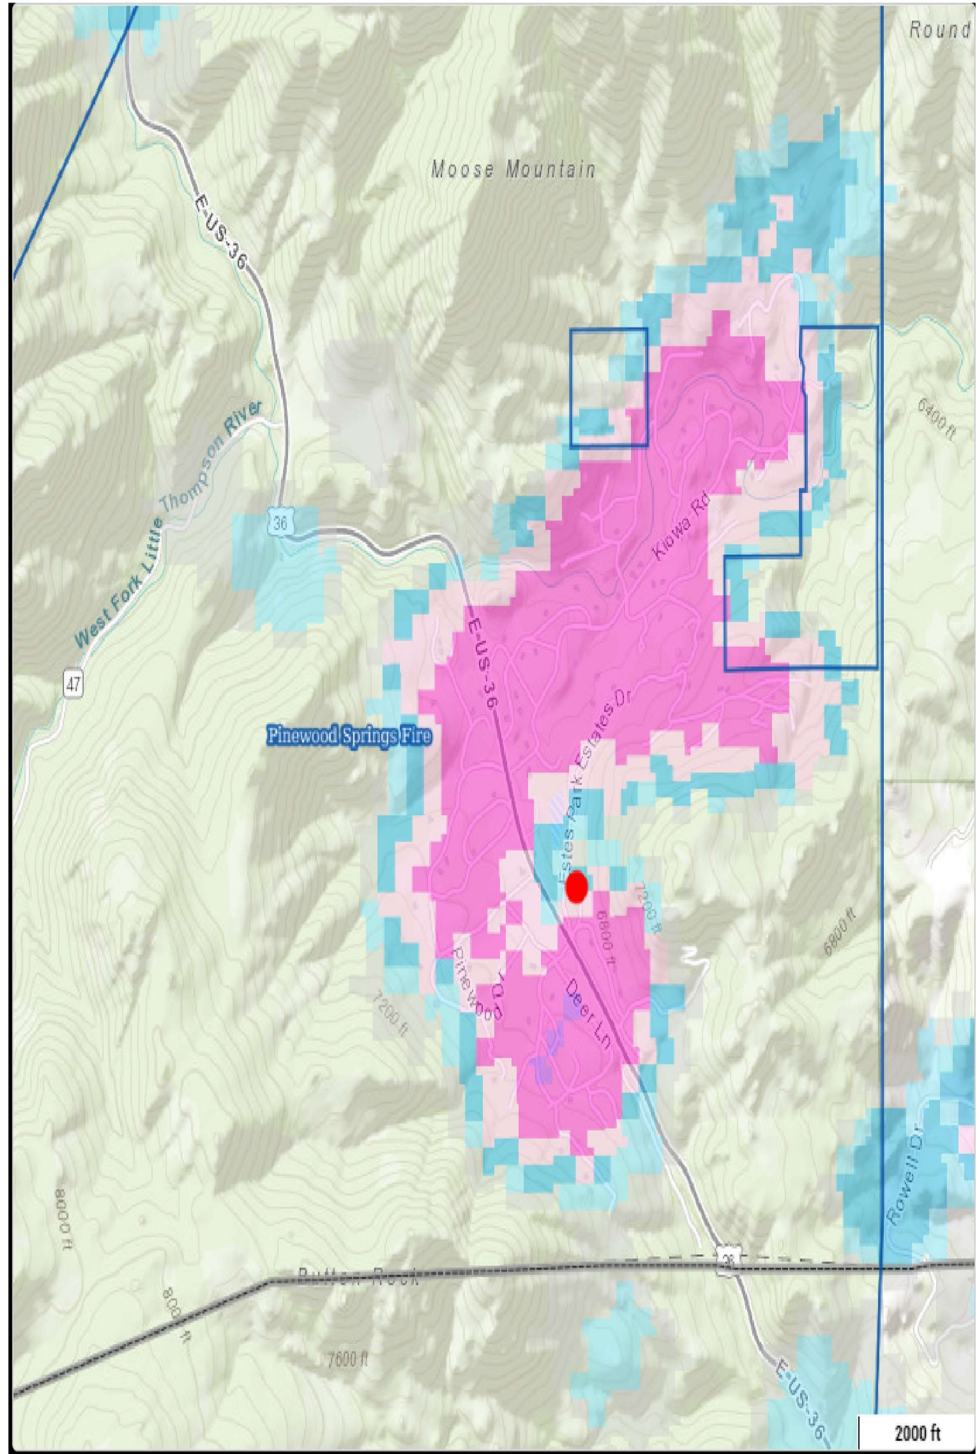 Round
Moose Mountain
E-US-36
6400 ft
West Fork Little Thompson River
36
Kiowa Rd
E-US-36
47
Pinewood Springs Fire
Estes Park Estates Dr
7200 ft
6800 ft
6800 ft
Pinewood Dr
7200 ft
Deer Ln
Rowell Dr
8000 ft
36
Button Rock
8000 ft
7600 ft
E-US-36
2000 ft